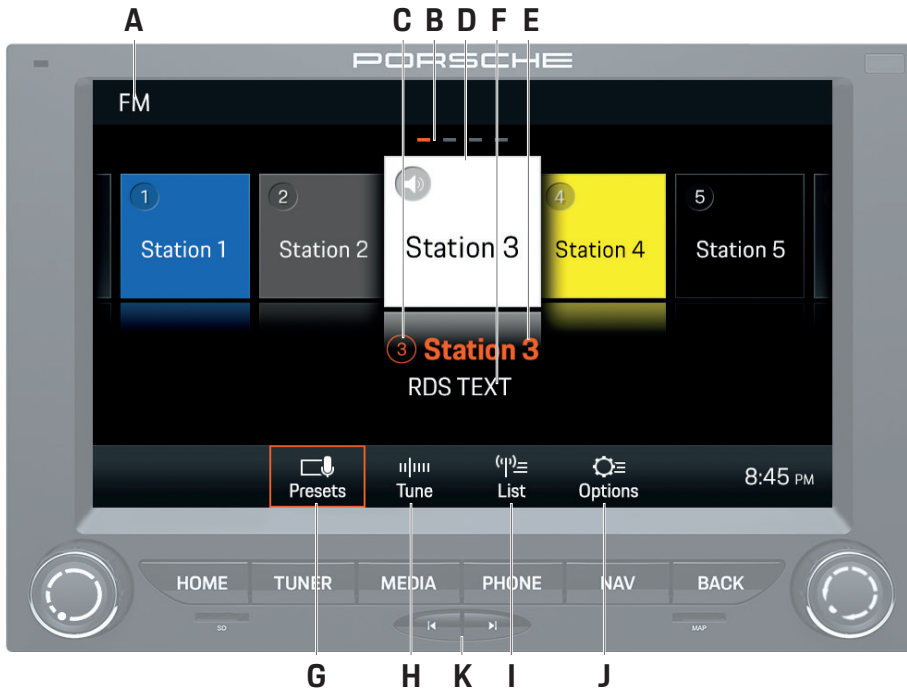 A C B D F E
PORSCHE
FM
1 2 4 5
Station 1 Station 2 Station 3 Station 4 Station 5
3 Station 3
RDS TEXT
Presets Tune List Options 8:45 PM
HOME TUNER MEDIA PHONE NAV BACK
SD MAP
G H K I J